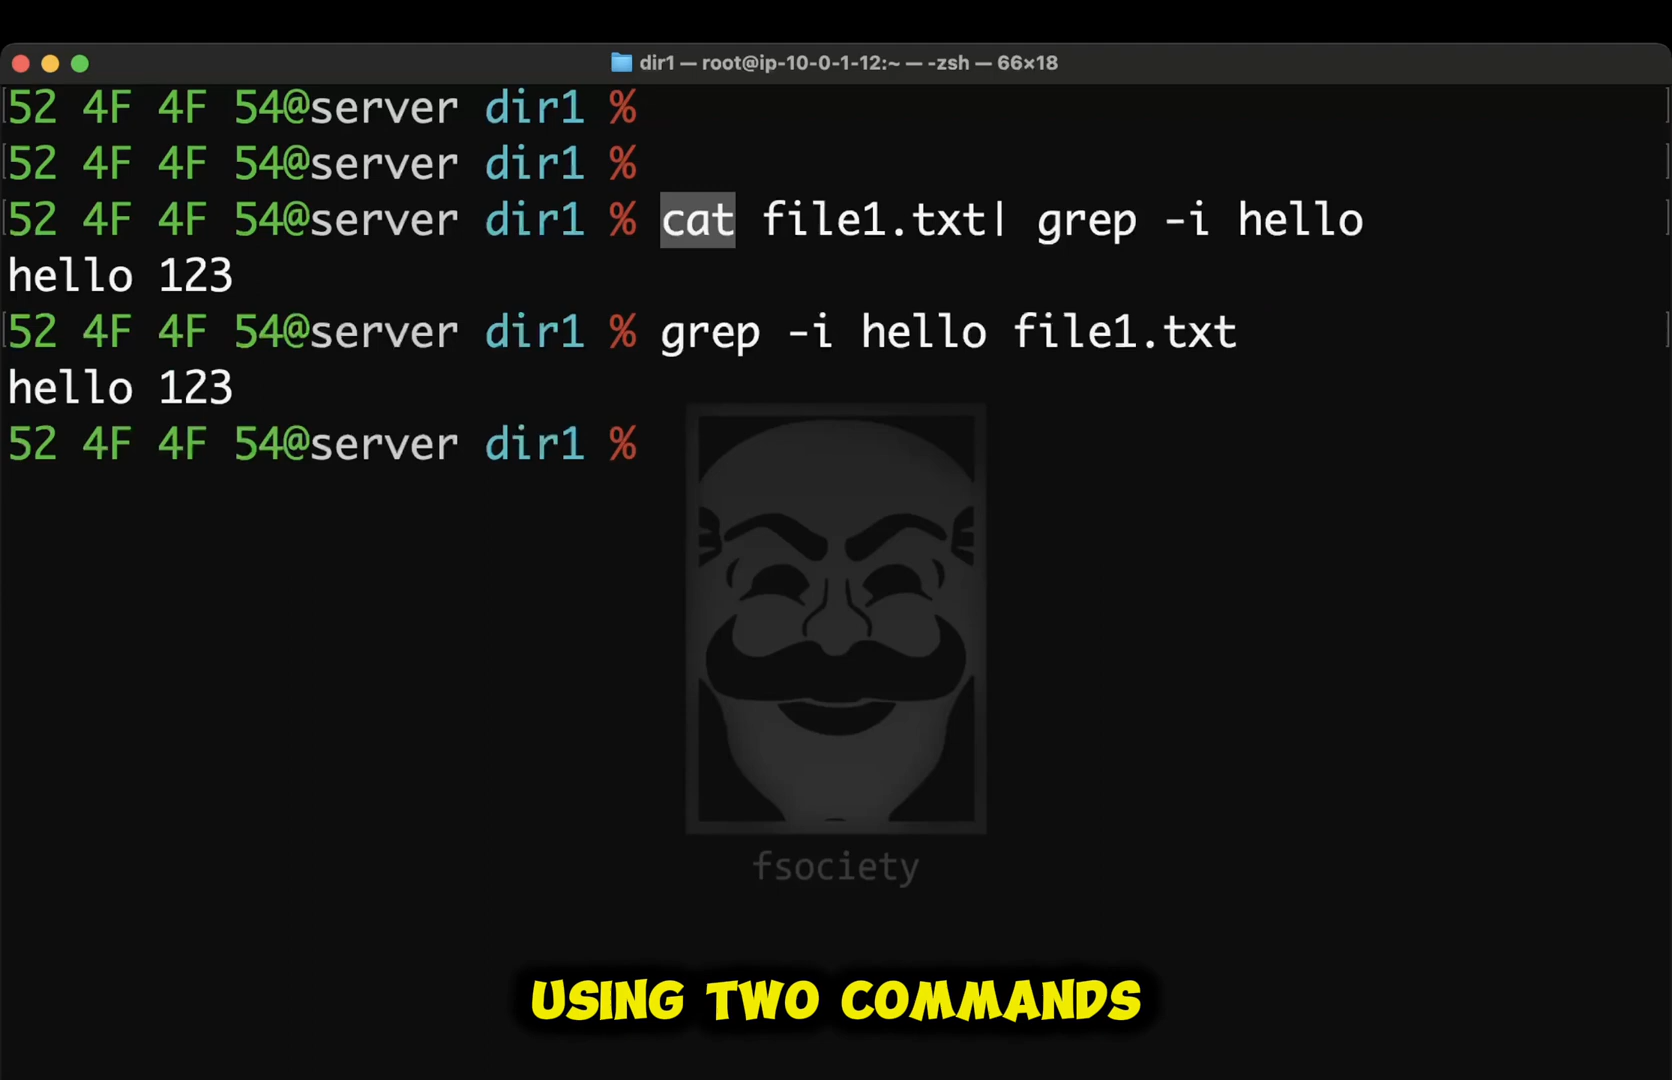 dir1 — root@ip-10-0-1-12:~ — -zsh — 66×18
52 4F 4F 54@server dir1 %
52 4F 4F 54@server dir1 %
52 4F 4F 54@server dir1 % cat file1.txt| grep -i hello
hello 123
52 4F 4F 54@server dir1 % grep -i hello file1.txt
hello 123
52 4F 4F 54@server dir1 %
fsociety
USING TWO COMMANDS